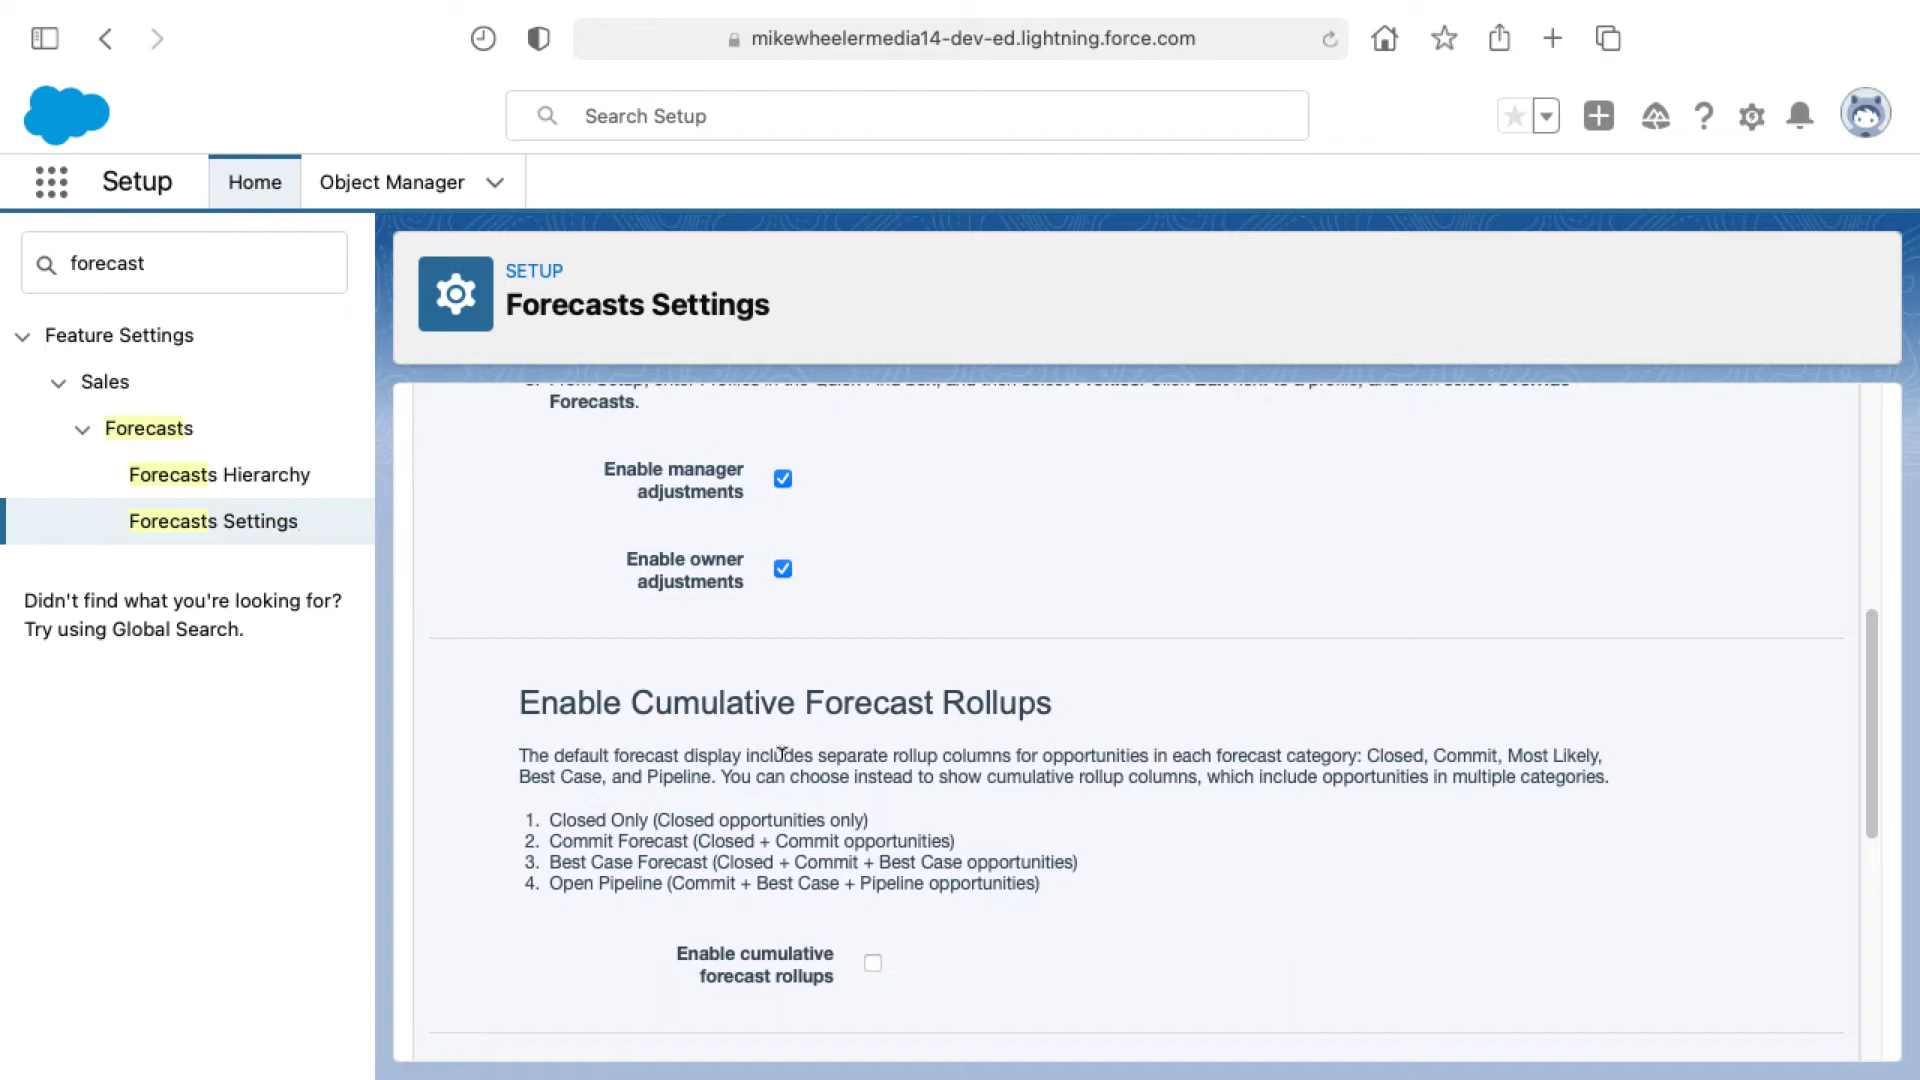 mikewheelermedia14-dev-ed.lightning.force.com
Search Setup
Setup
Home
Object Manager
forecast
Feature Settings
Sales
Forecasts
Forecasts Hierarchy
Forecasts Settings
Didn't find what you're looking for?
Try using Global Search.
SETUP
Forecasts Settings
Forecasts.
Enable manager
adjustments
Enable owner
adjustments
Enable Cumulative Forecast Rollups
The default forecast display includes separate rollup columns for opportunities in each forecast category: Closed, Commit, Most Likely,
Best Case, and Pipeline. You can choose instead to show cumulative rollup columns, which include opportunities in multiple categories.
1. Closed Only (Closed opportunities only)
2. Commit Forecast (Closed + Commit opportunities)
3. Best Case Forecast (Closed + Commit + Best Case opportunities)
4. Open Pipeline (Commit + Best Case + Pipeline opportunities)
Enable cumulative
forecast rollups